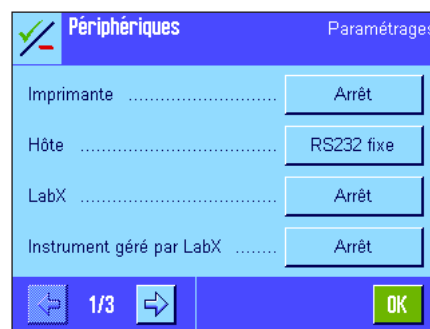 Périphériques Paramétrages
Imprimante ............................ Arrêt
Hôte ..................................... RS232 fixe
LabX ..................................... Arrêt
Instrument géré par LabX ........ Arrêt
1/3 OK